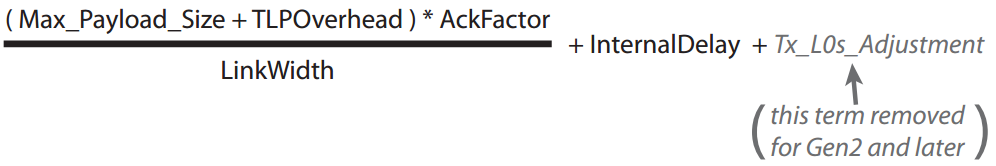 ( Max_Payload_Size + TLPOverhead ) * AckFactor
LinkWidth
+ InternalDelay + Tx_L0s_Adjustment
( this term removed
for Gen2 and later )